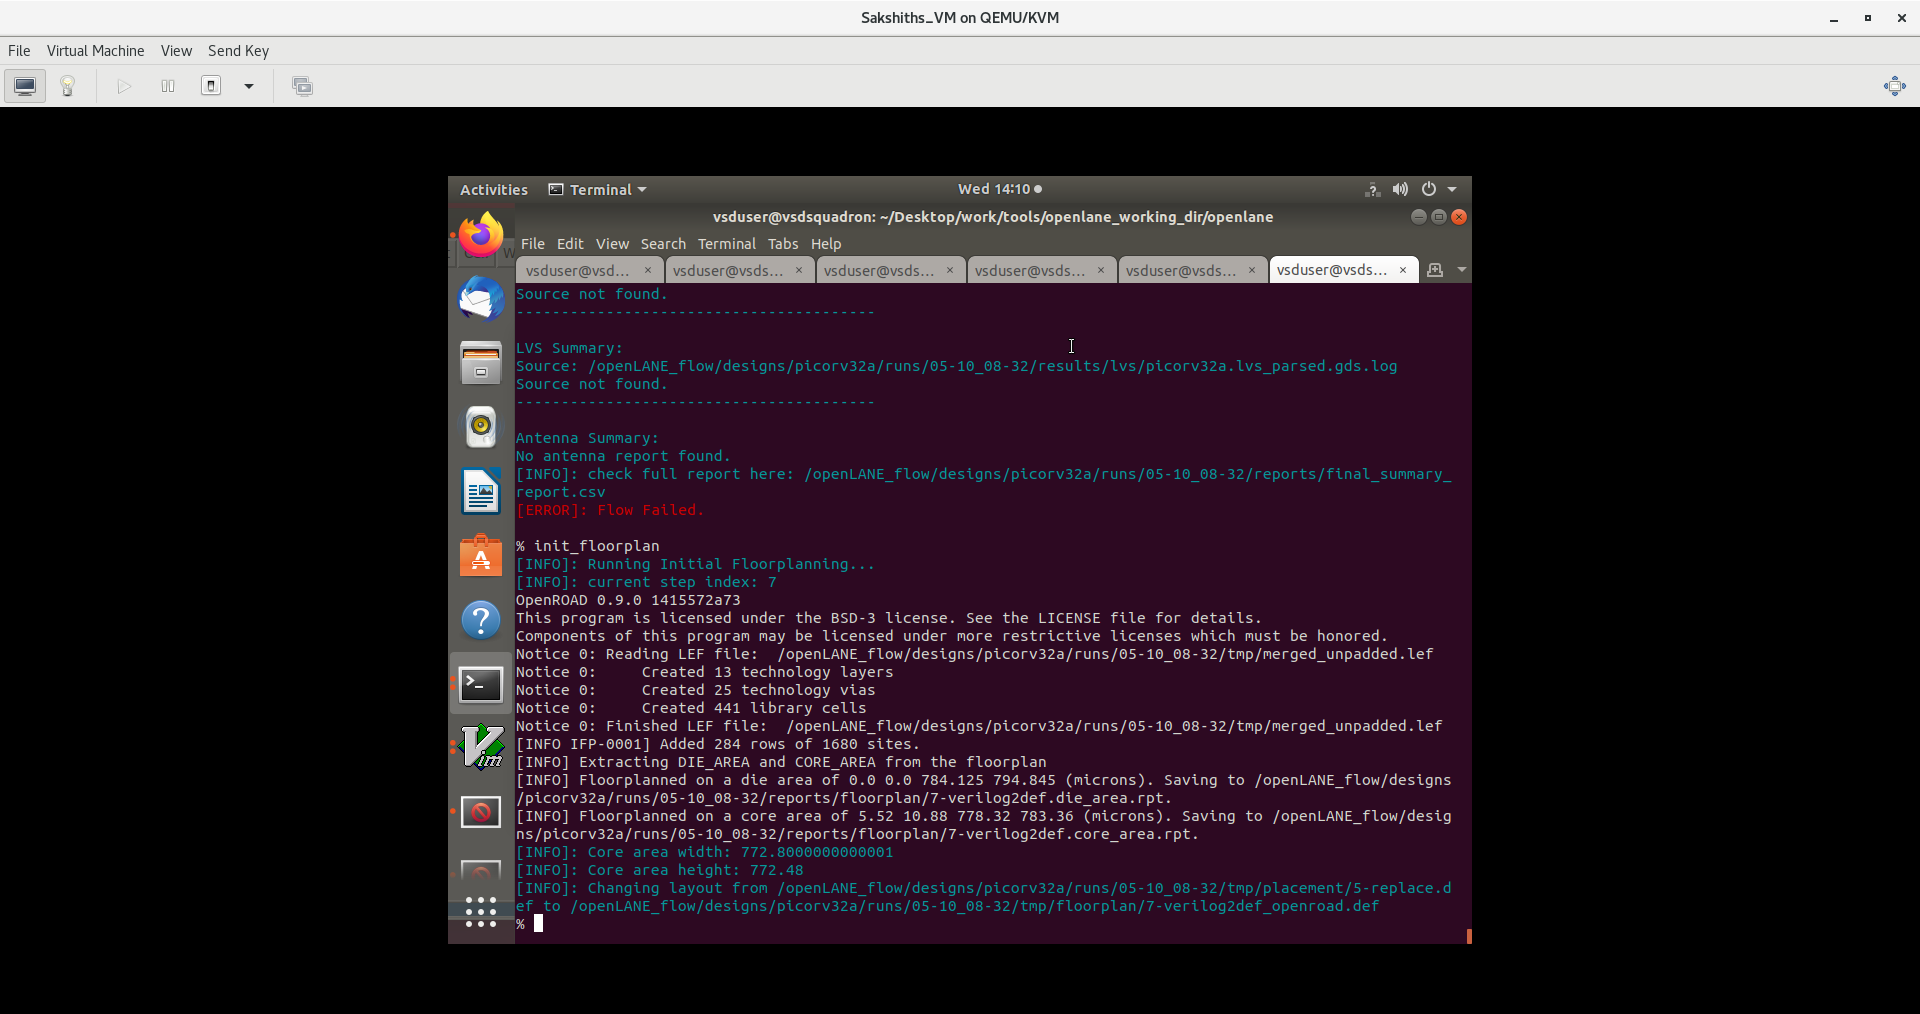 Sakshiths_VM on QEMU/KVM
File Virtual Machine View Send Key
Activities Terminal Wed 14:10
vsduser@vsdsquadron: ~/Desktop/work/tools/openlane_working_dir/openlane
File Edit View Search Terminal Tabs Help
vsduser@vsd... vsduser@vsds... vsduser@vsds... vsduser@vsds... vsduser@vsds... vsduser@vsds...
Source not found.
----------------------------------------
LVS Summary:
Source: /openLANE_flow/designs/picorv32a/runs/05-10_08-32/results/lvs/picorv32a.lvs_parsed.gds.log
Source not found.
----------------------------------------
Antenna Summary:
No antenna report found.
[INFO]: check full report here: /openLANE_flow/designs/picorv32a/runs/05-10_08-32/reports/final_summary_
report.csv
[ERROR]: Flow Failed.
% init_floorplan
[INFO]: Running Initial Floorplanning...
[INFO]: current step index: 7
OpenROAD 0.9.0 1415572a73
This program is licensed under the BSD-3 license. See the LICENSE file for details.
Components of this program may be licensed under more restrictive licenses which must be honored.
Notice 0: Reading LEF file:  /openLANE_flow/designs/picorv32a/runs/05-10_08-32/tmp/merged_unpadded.lef
Notice 0:     Created 13 technology layers
Notice 0:     Created 25 technology vias
Notice 0:     Created 441 library cells
Notice 0: Finished LEF file:  /openLANE_flow/designs/picorv32a/runs/05-10_08-32/tmp/merged_unpadded.lef
[INFO IFP-0001] Added 284 rows of 1680 sites.
[INFO] Extracting DIE_AREA and CORE_AREA from the floorplan
[INFO] Floorplanned on a die area of 0.0 0.0 784.125 794.845 (microns). Saving to /openLANE_flow/designs
/picorv32a/runs/05-10_08-32/reports/floorplan/7-verilog2def.die_area.rpt.
[INFO] Floorplanned on a core area of 5.52 10.88 778.32 783.36 (microns). Saving to /openLANE_flow/desig
ns/picorv32a/runs/05-10_08-32/reports/floorplan/7-verilog2def.core_area.rpt.
[INFO]: Core area width: 772.8000000000001
[INFO]: Core area height: 772.48
[INFO]: Changing layout from /openLANE_flow/designs/picorv32a/runs/05-10_08-32/tmp/placement/5-replace.d
ef to /openLANE_flow/designs/picorv32a/runs/05-10_08-32/tmp/floorplan/7-verilog2def_openroad.def
%